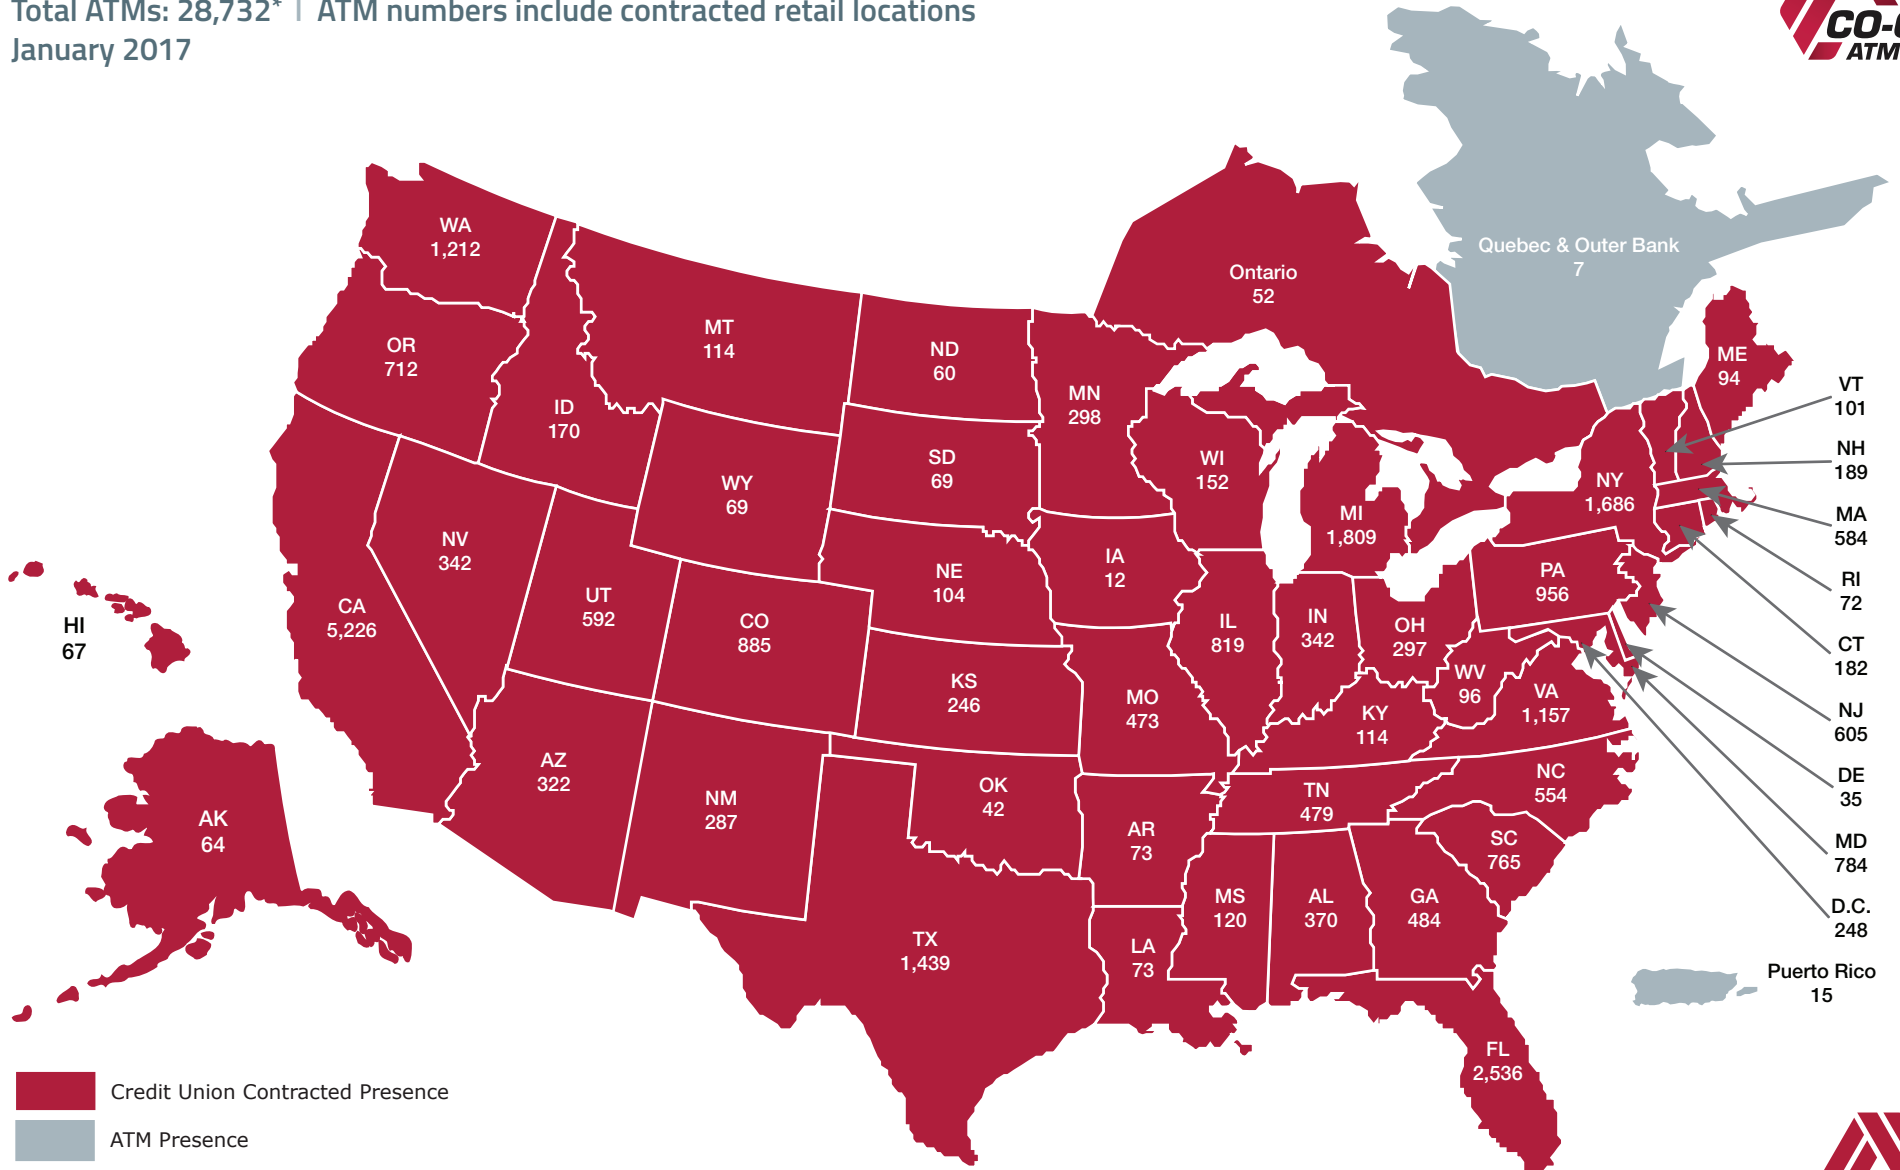 Total ATMs: 28,732* | ATM numbers include contracted retail locations
January 2017
CO-
ATM
WA
1,212
OR
712
CA
5,226
NV
342
ID
170
MT
114
WY
69
UT
592
CO
885
AZ
322
NM
287
ND
60
SD
69
NE
104
KS
246
OK
42
TX
1,439
MN
298
IA
12
MO
473
AR
73
LA
73
WI
152
IL
819
MI
1,809
IN
342
OH
297
KY
114
TN
479
MS
120
AL
370
GA
484
FL
2,536
SC
765
NC
554
VA
1,157
WV
96
PA
956
NY
1,686
ME
94
Ontario
52
Quebec & Outer Bank
7
VT
101
NH
189
MA
584
RI
72
CT
182
NJ
605
DE
35
MD
784
D.C.
248
Puerto Rico
15
HI
67
AK
64
Credit Union Contracted Presence
ATM Presence